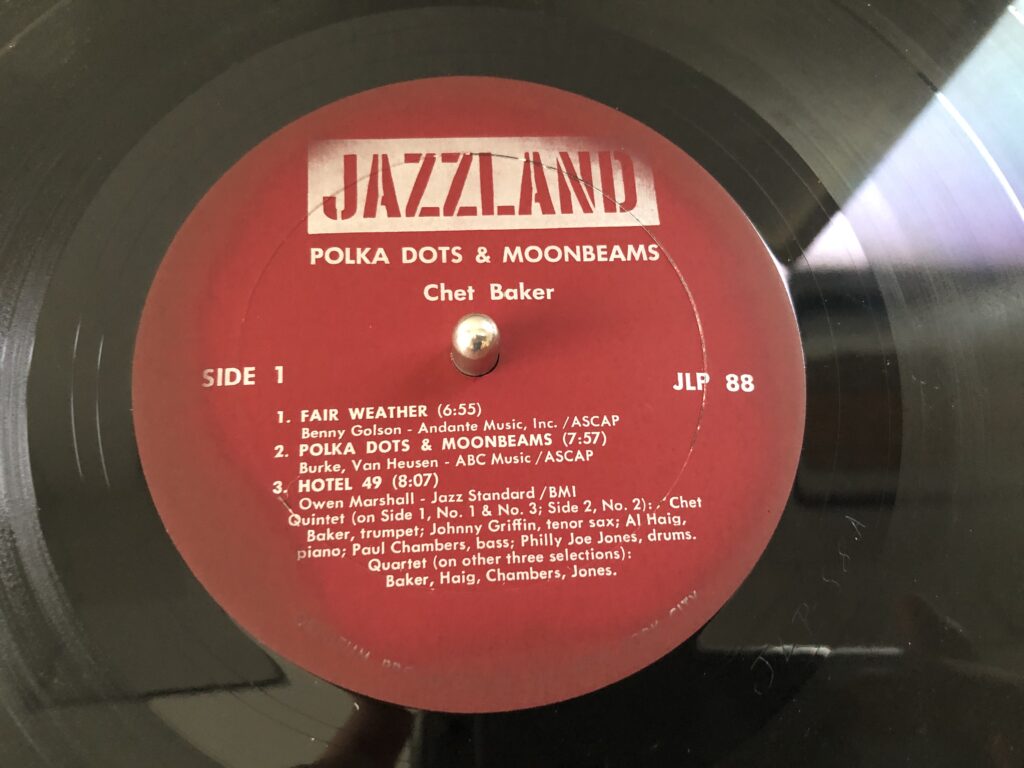 JAZZLAND
POLKA DOTS & MOONBEAMS
Chet Baker
SIDE 1
JLP 88
1. FAIR WEATHER (6:55)
Benny Golson - Andante Music, Inc. /ASCAP
2. POLKA DOTS & MOONBEAMS (7:57)
Burke, Van Heusen - ABC Music /ASCAP
3. HOTEL 49 (8:07)
Owen Marshall - Jazz Standard /BMI
Quintet (on Side 1, No. 1 & No. 3; Side 2, No. 2): Chet
Baker, trumpet; Johnny Griffin, tenor sax; Al Haig,
piano; Paul Chambers, bass; Philly Joe Jones, drums.
Quartet (on other three selections):
Baker, Haig, Chambers, Jones.
CITY